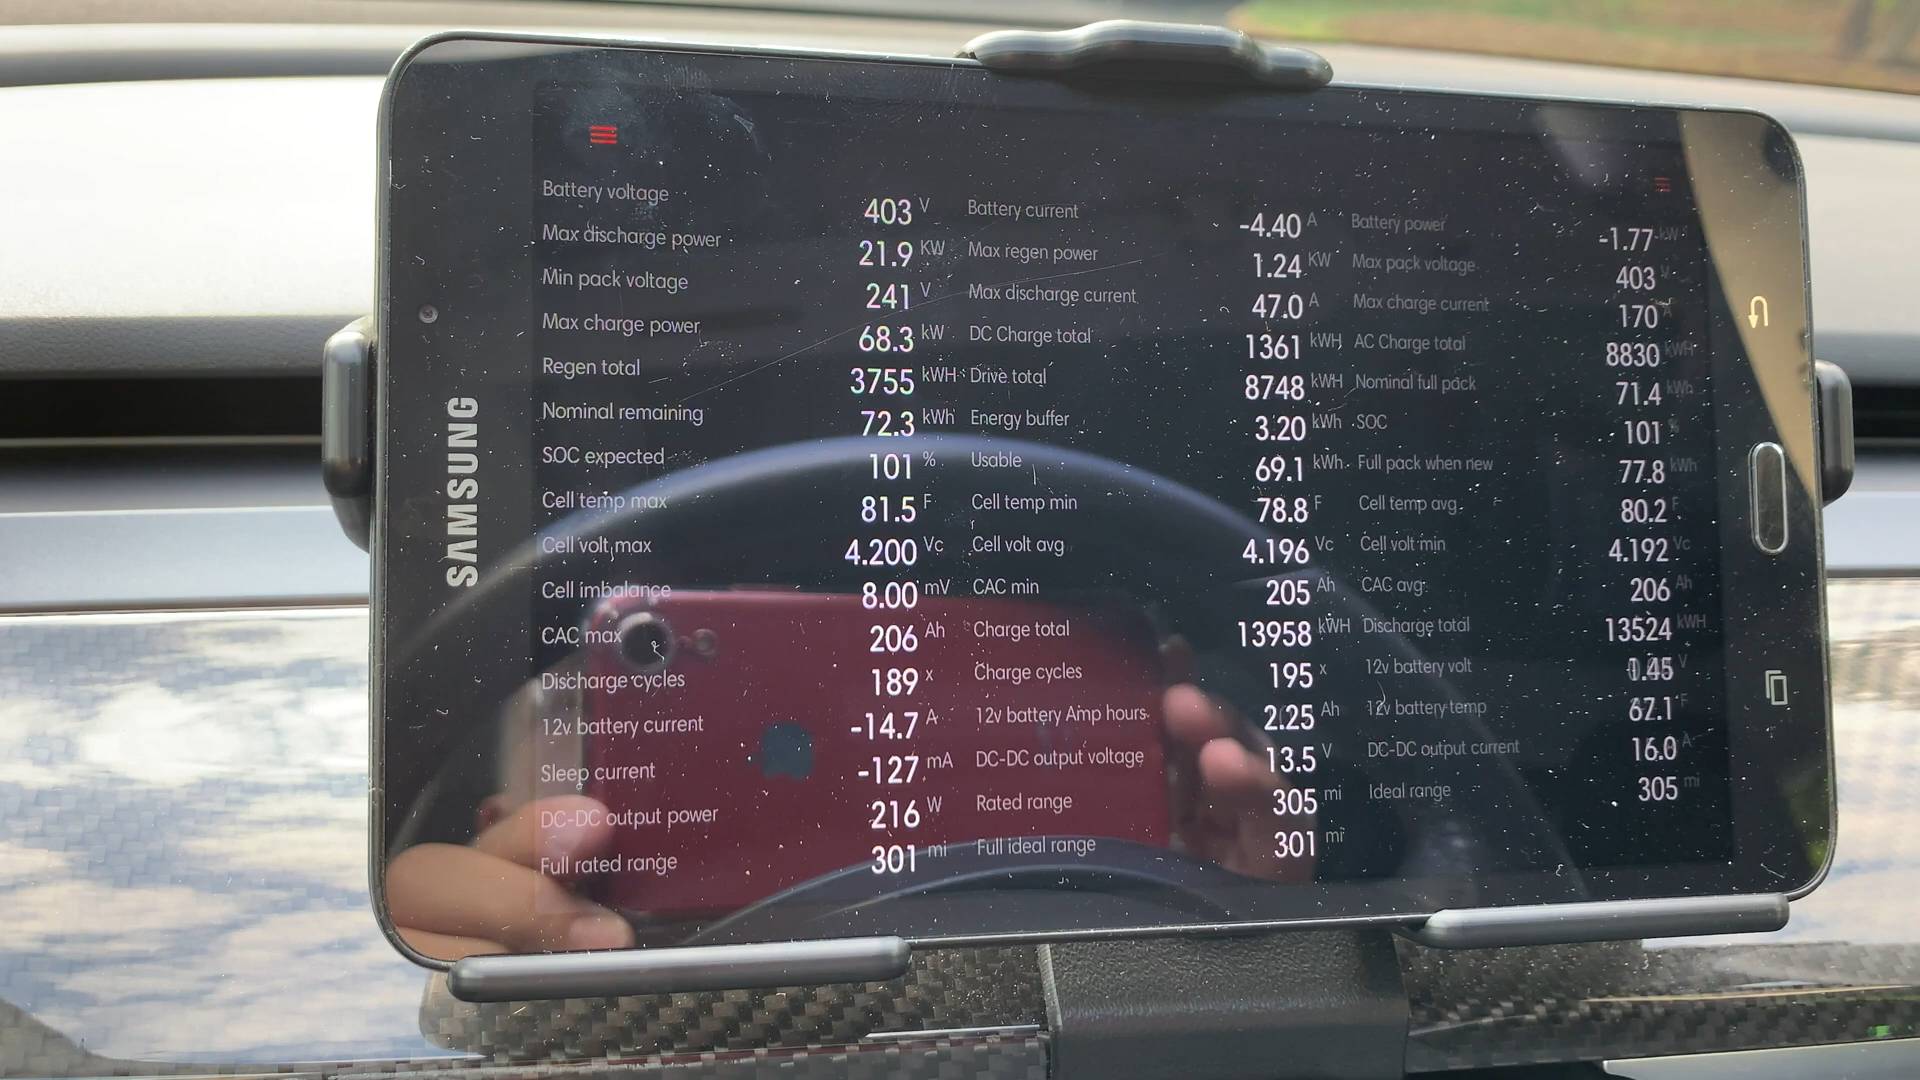 SAMSUNG
Battery voltage 403 V Battery current -4.40 A Battery power -1.77 kW
Max discharge power 21.9 KW Max regen power 1.24 KW Max pack voltage 403 V
Min pack voltage 241 V Max discharge current 47.0 A Max charge current 170 A
Max charge power 68.3 kW DC Charge total 1361 kWH AC Charge total 8830 kWH
Regen total 3755 kWH Drive total 8748 kWH Nominal full pack 71.4 kWh
Nominal remaining 72.3 kWh Energy buffer 3.20 kWh SOC 101 %
SOC expected 101 % Usable 69.1 kWh Full pack when new 77.8 kWh
Cell temp max 81.5 F Cell temp min 78.8 F Cell temp avg 80.2 F
Cell volt max 4.200 Vc Cell volt avg 4.196 Vc Cell volt min 4.192 Vc
Cell imbalance 8.00 mV CAC min 205 Ah CAC avg 206 Ah
CAC max 206 Ah Charge total 13958 kWH Discharge total 13524 kWH
Discharge cycles 189 x Charge cycles 195 x 12v battery volt V
12v battery current -14.7 A 12v battery Amp hours 2.25 Ah 12v battery temp 67.1 F
Sleep current -127 mA DC-DC output voltage 13.5 V DC-DC output current 16.0 A
DC-DC output power 216 W Rated range 305 mi Ideal range 305 mi
Full rated range 301 mi Full ideal range 301 mi